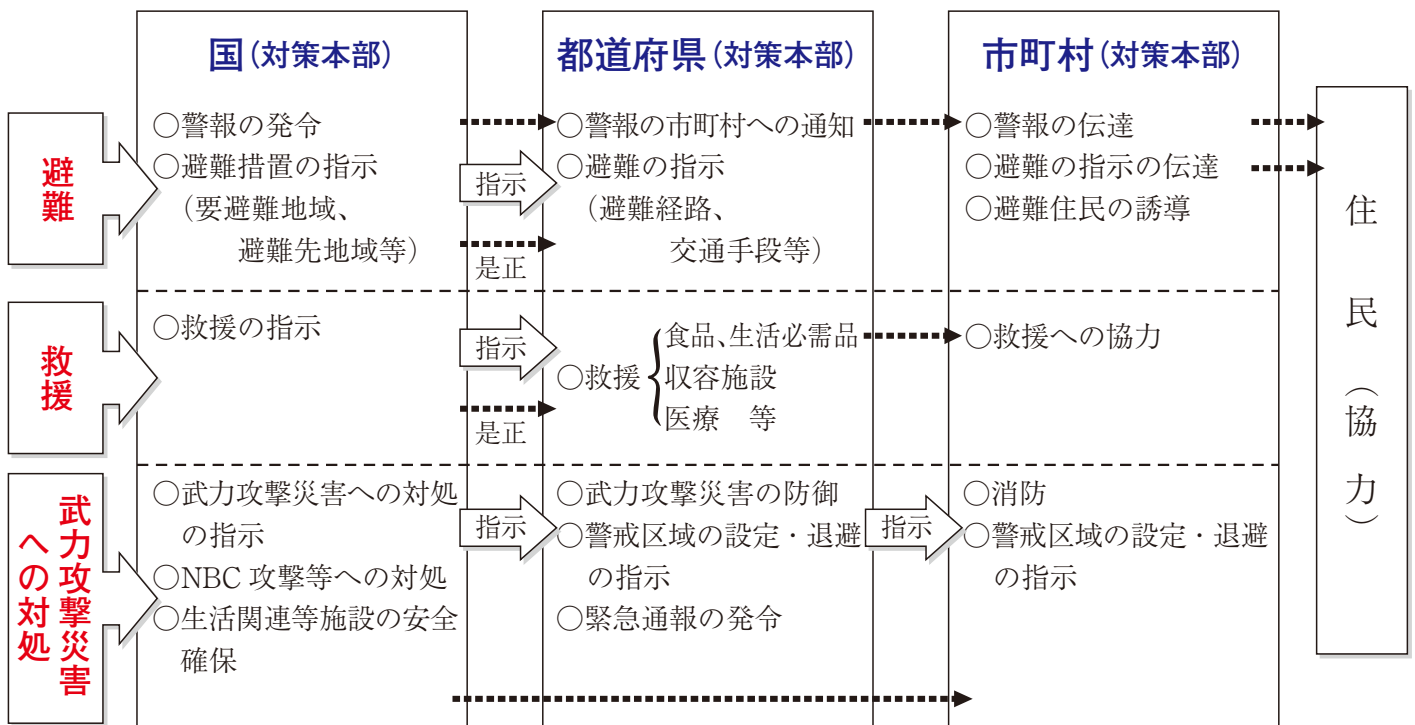 国(対策本部)
都道府県(対策本部)
市町村(対策本部)
避難
○警報の発令
○避難措置の指示
(要避難地域、
避難先地域等)
指示
是正
○警報の市町村への通知
○避難の指示
(避難経路、
交通手段等)
○警報の伝達
○避難の指示の伝達
○避難住民の誘導
救援
○救援の指示
指示
是正
○救援
食品、生活必需品
収容施設
医療 等
○救援への協力
武力攻撃災害
への対処
○武力攻撃災害への対処
の指示
○NBC 攻撃等への対処
○生活関連等施設の安全
確保
指示
○武力攻撃災害の防御
○警戒区域の設定・退避
の指示
○緊急通報の発令
指示
○消防
○警戒区域の設定・退避
の指示
住民(協力)